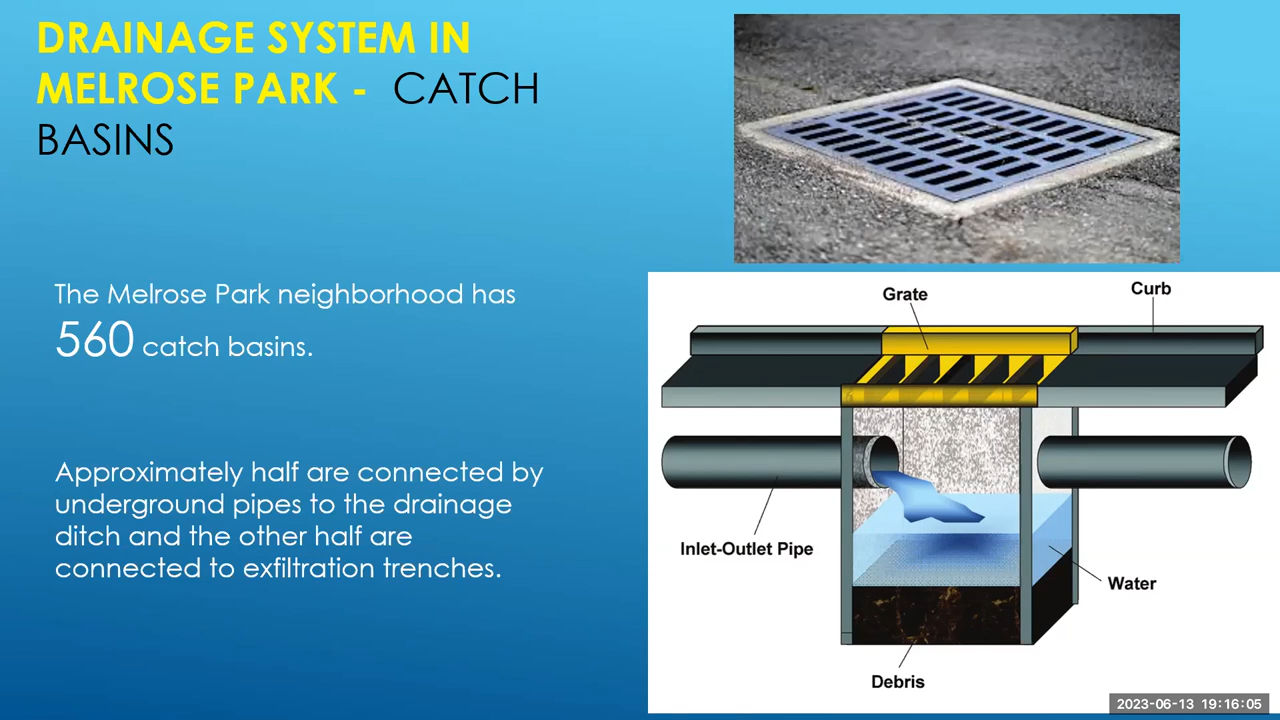 DRAINAGE SYSTEM IN
MELROSE PARK - CATCH
BASINS
The Melrose Park neighborhood has
560 catch basins.
Approximately half are connected by
underground pipes to the drainage
ditch and the other half are
connected to exfiltration trenches.
Grate
Curb
Inlet-Outlet Pipe
Water
Debris
2023-06-13 19:16:05